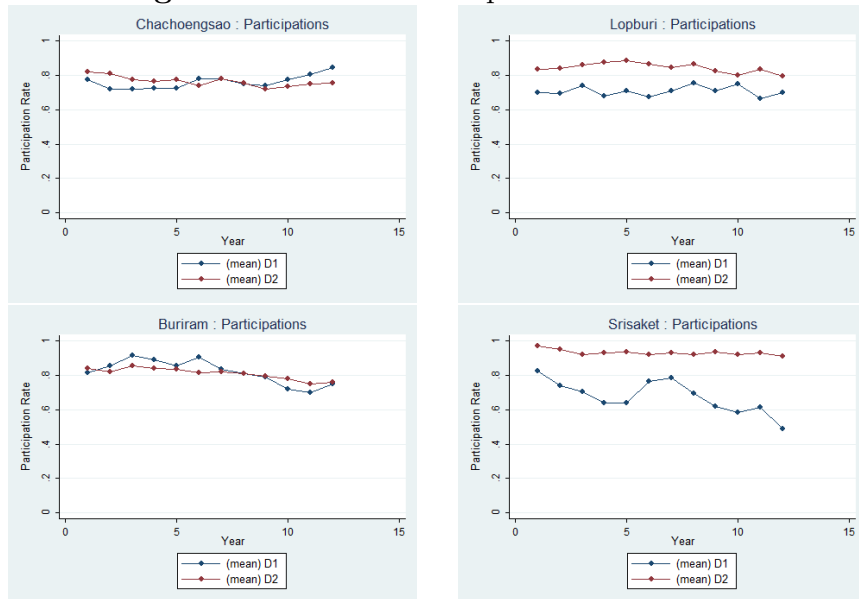 Chachoengsao : Participations
Participation Rate
0 .2 .4 .6 .8 1
0 5 10 15
Year
(mean) D1
(mean) D2
Lopburi : Participations
Participation Rate
0 .2 .4 .6 .8 1
0 5 10 15
Year
(mean) D1
(mean) D2
Buriram : Participations
Participation Rate
0 .2 .4 .6 .8 1
0 5 10 15
Year
(mean) D1
(mean) D2
Srisaket : Participations
Participation Rate
0 .2 .4 .6 .8 1
0 5 10 15
Year
(mean) D1
(mean) D2